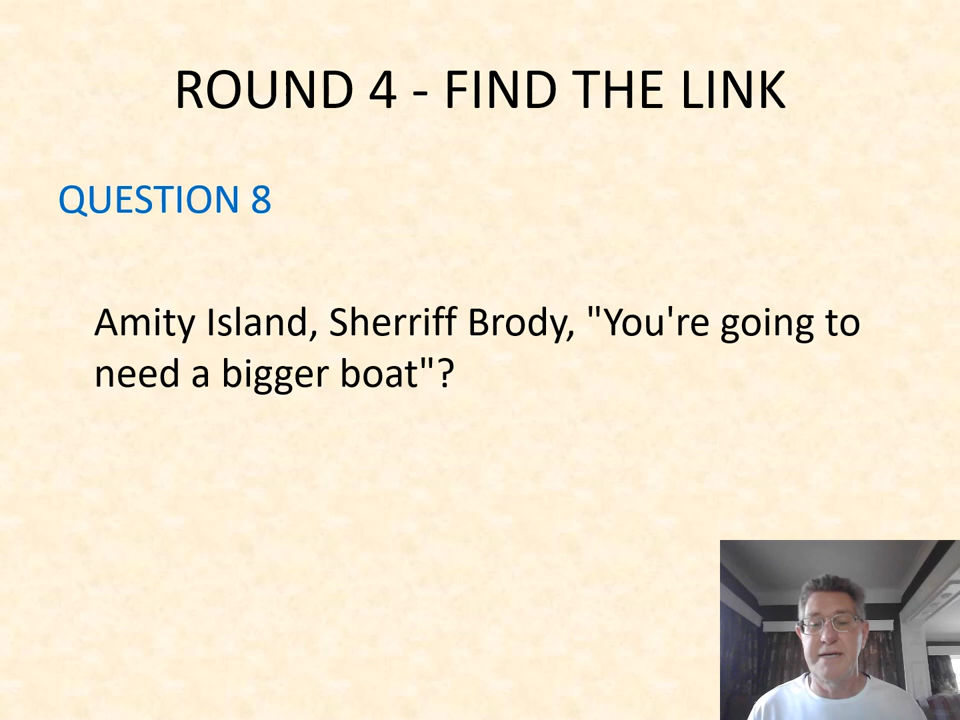 ROUND 4 - FIND THE LINK
QUESTION 8
Amity Island, Sherriff Brody, "You're going to
need a bigger boat"?